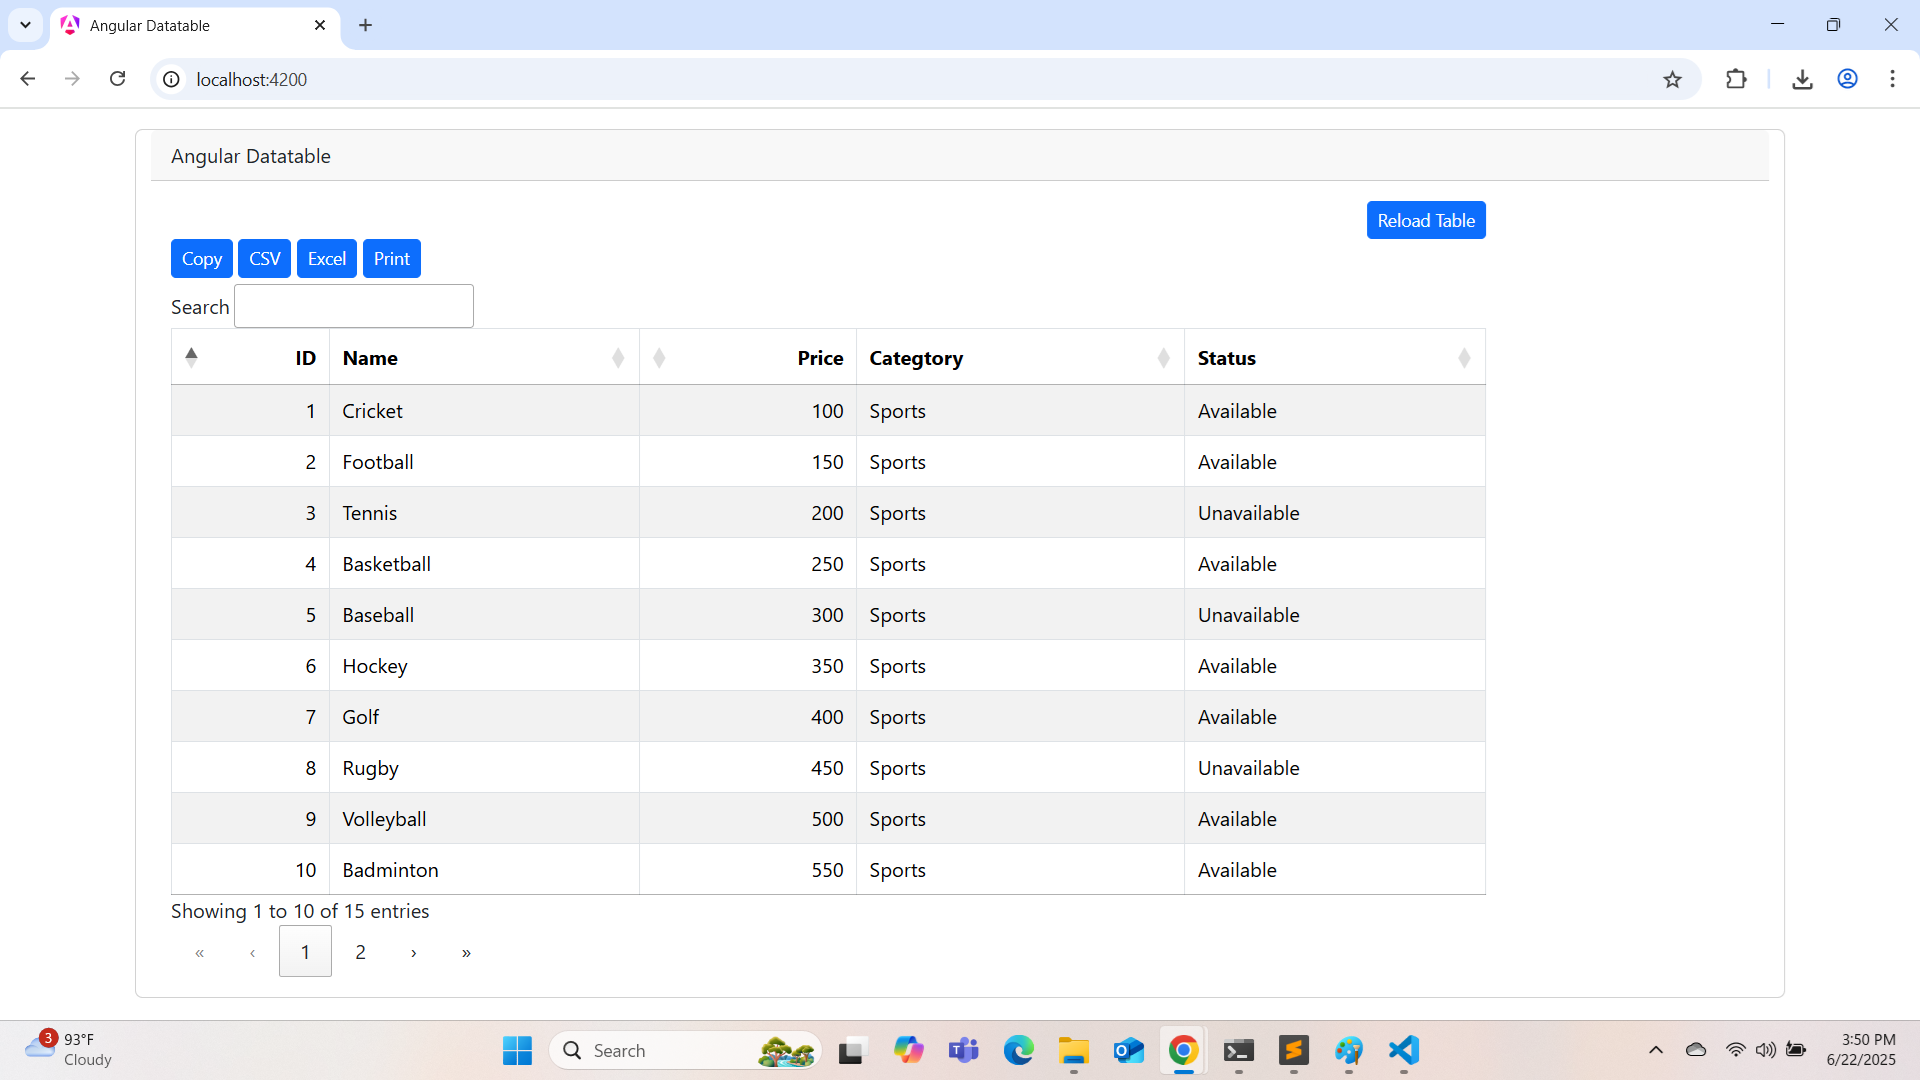 Angular Datatable
localhost:4200
Angular Datatable
Reload Table
Copy CSV Excel Print
Search
ID Name Price Categtory Status
1 Cricket 100 Sports Available
2 Football 150 Sports Available
3 Tennis 200 Sports Unavailable
4 Basketball 250 Sports Available
5 Baseball 300 Sports Unavailable
6 Hockey 350 Sports Available
7 Golf 400 Sports Available
8 Rugby 450 Sports Unavailable
9 Volleyball 500 Sports Available
10 Badminton 550 Sports Available
Showing 1 to 10 of 15 entries
« ‹ 1 2 › »
3 93°F
Cloudy
Search
3:50 PM
6/22/2025